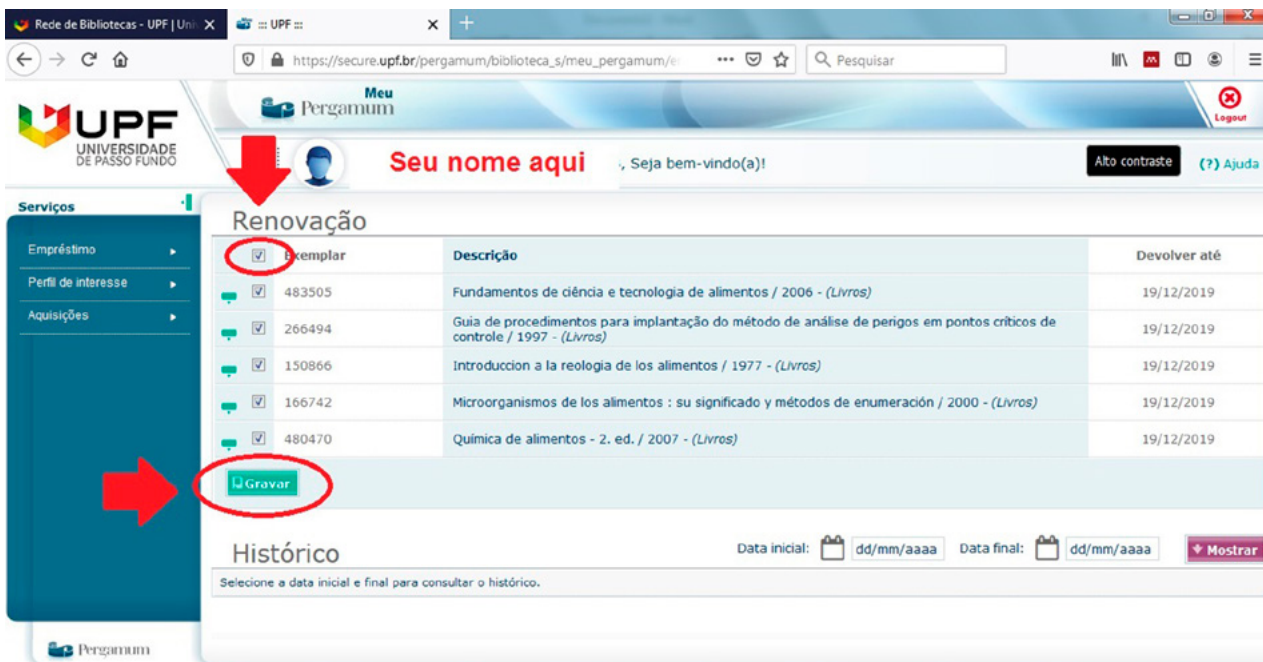 Rede de Bibliotecas - UPF | Uni
::: UPF :::
https://secure.upf.br/pergamum/biblioteca_s/meu_pergamum/e
Pesquisar
Meu
Pergamum
Logout
UPF
UNIVERSIDADE
DE PASSO FUNDO
Seu nome aqui
, Seja bem-vindo(a)!
Alto contraste
(?) Ajuda
Serviços
Empréstimo
Perfil de interesse
Aquisições
Renovação
Exemplar Descrição Devolver até
483505 Fundamentos de ciência e tecnologia de alimentos / 2006 - (Livros) 19/12/2019
266494 Guia de procedimentos para implantação do método de análise de perigos em pontos críticos de
controle / 1997 - (Livros) 19/12/2019
150866 Introduccion a la reologia de los alimentos / 1977 - (Livros) 19/12/2019
166742 Microorganismos de los alimentos : su significado y métodos de enumeración / 2000 - (Livros) 19/12/2019
480470 Química de alimentos - 2. ed. / 2007 - (Livros) 19/12/2019
Gravar
Histórico
Data inicial: dd/mm/aaaa Data final: dd/mm/aaaa Mostrar
Selecione a data inicial e final para consultar o histórico.
Pergamum